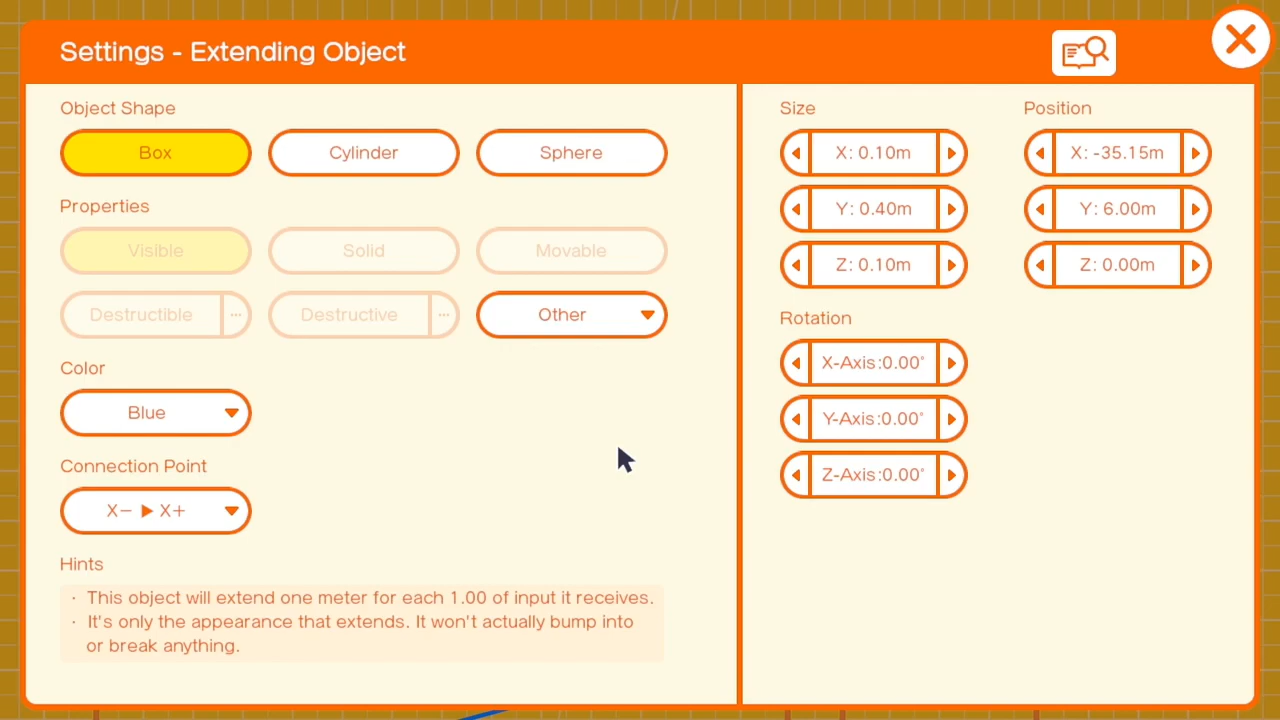 Settings - Extending Object
Object Shape
Box
Cylinder
Sphere
Properties
Visible
Solid
Movable
Destructible
...
Destructive
...
Other
Color
Blue
Connection Point
X− ▶ X+
Hints
· This object will extend one meter for each 1.00 of input it receives.
· It's only the appearance that extends. It won't actually bump into
or break anything.
Size
X: 0.10m
Y: 0.40m
Z: 0.10m
Position
X: -35.15m
Y: 6.00m
Z: 0.00m
Rotation
X-Axis:0.00°
Y-Axis:0.00°
Z-Axis:0.00°